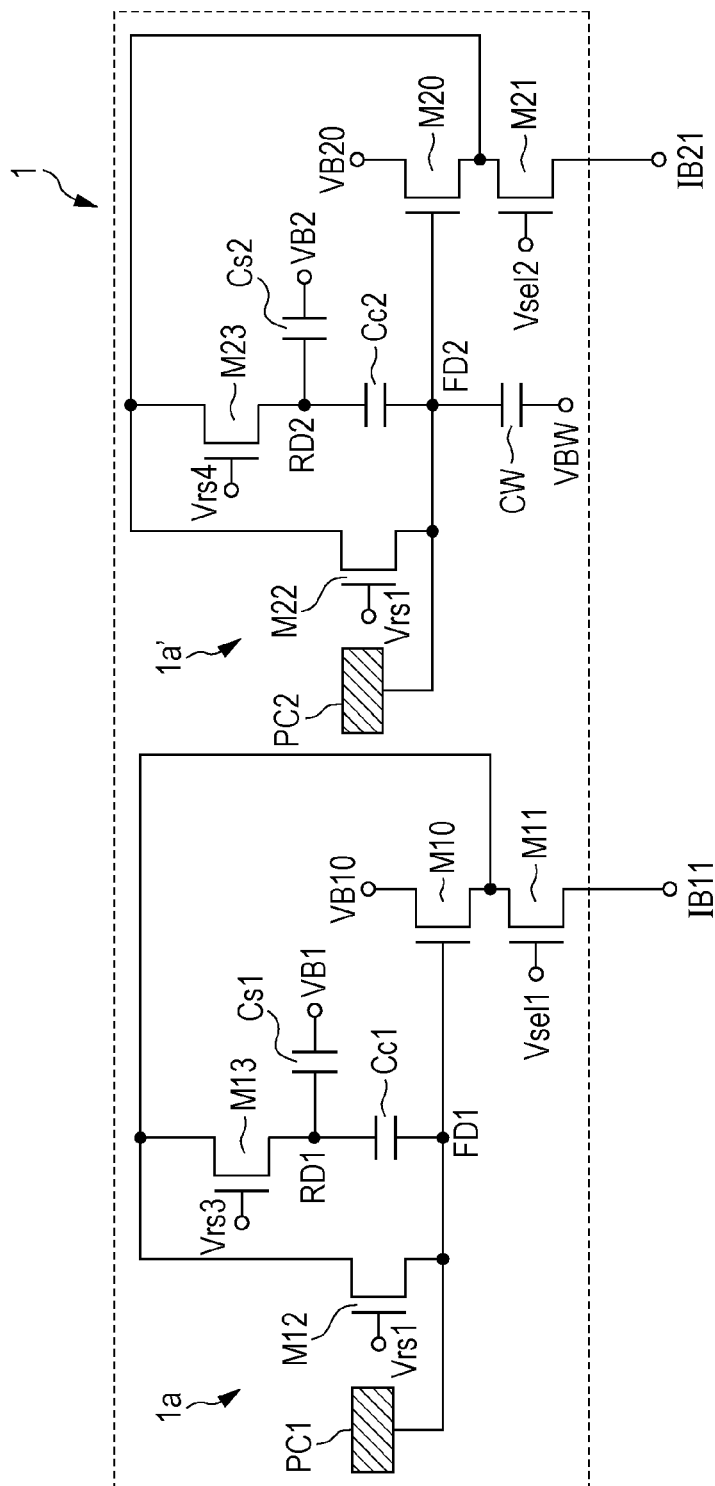 1
1a
PC1
M12
Vrs1
Vrs3
M13
RD1
Cs1
VB1
Cc1
FD1
VB10
M10
M11
Vsel1
IB11
1a'
PC2
M22
Vrs1
Vrs4
M23
RD2
Cs2
VB2
Cc2
FD2
CW
VBW
VB20
M20
M21
Vsel2
IB21